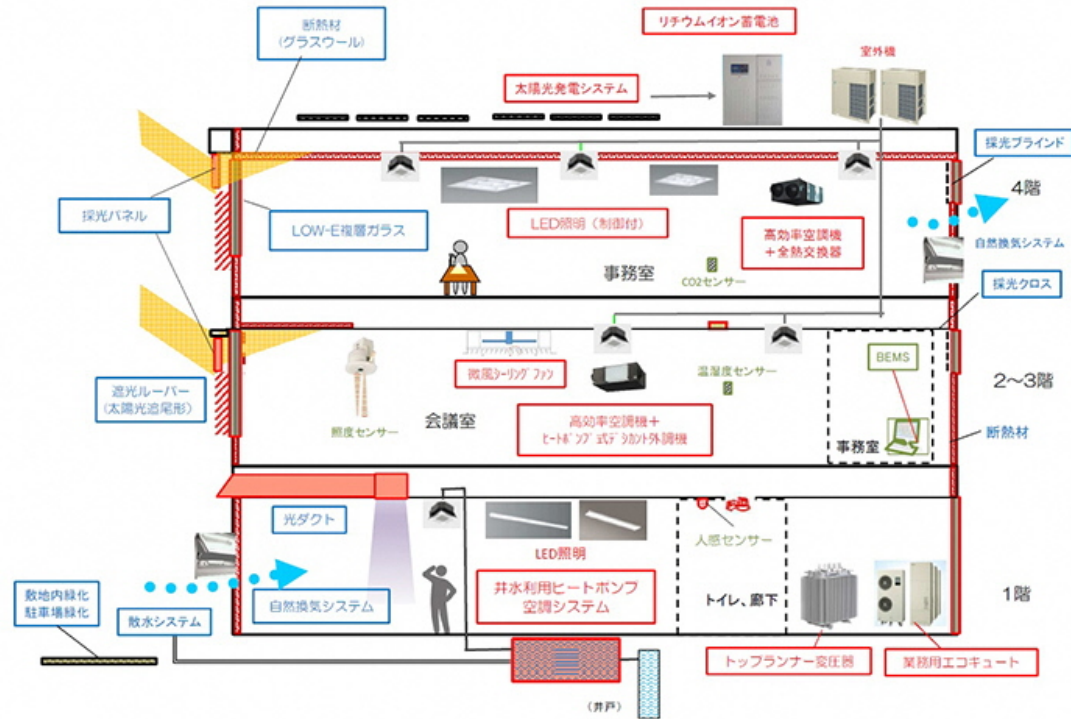 断熱材
(グラスウール)
リチウムイオン蓄電池
室外機
太陽光発電システム
採光ブラインド
4階
採光パネル
LOW-E複層ガラス
LED照明(制御付)
高効率空調機
+全熱交換器
自然換気システム
事務室
CO2センサー
採光クロス
BEMS
微風シーリングファン
温湿度センサー
2~3階
遮光ルーバー
(太陽光追尾形)
照度センサー
会議室
高効率空調機+
ヒートポンプ式デシカント外調機
事務室
断熱材
光ダクト
人感センサー
LED照明
敷地内緑化
駐車場緑化
自然換気システム
井水利用ヒートポンプ
空調システム
トイレ、廊下
1階
散水システム
トップランナー変圧器
業務用エコキュート
(井戸)